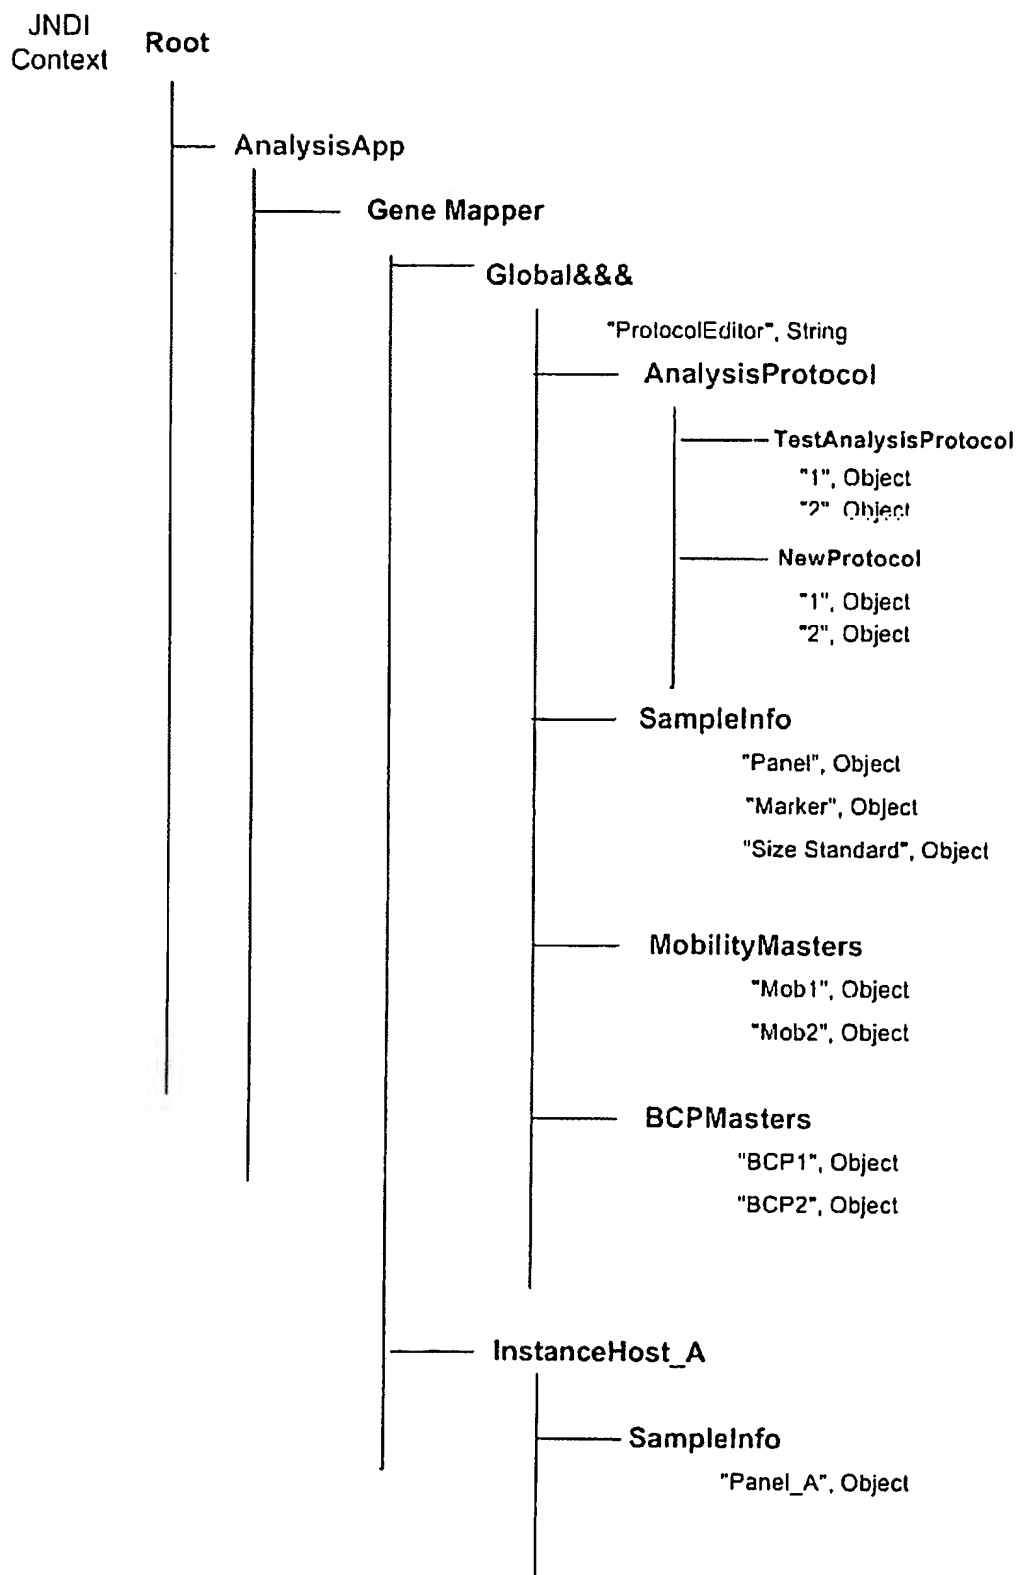 JNDI
Context
Root
AnalysisApp
Gene Mapper
Global&&&
"ProtocolEditor", String
AnalysisProtocol
TestAnalysisProtocol
"1", Object
"2" Object
NewProtocol
"1", Object
"2", Object
SampleInfo
"Panel", Object
"Marker", Object
"Size Standard", Object
MobilityMasters
"Mob1", Object
"Mob2", Object
BCPMasters
"BCP1", Object
"BCP2", Object
InstanceHost_A
SampleInfo
"Panel_A", Object